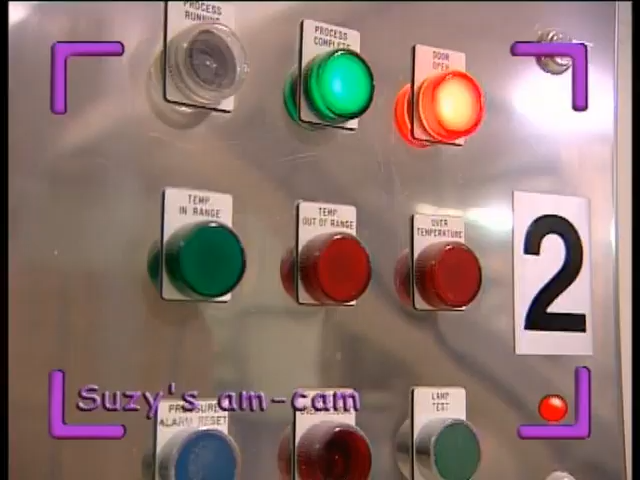 PROCESS
RUNNING
PROCESS
COMPLETE
DOOR
OPEN
TEMP.
IN RANGE
TEMP.
OUT OF RANGE
OVER
TEMPERATURE
2
Suzy's am-cam
PRESSURE
ALARM RESET
LAMP
TEST